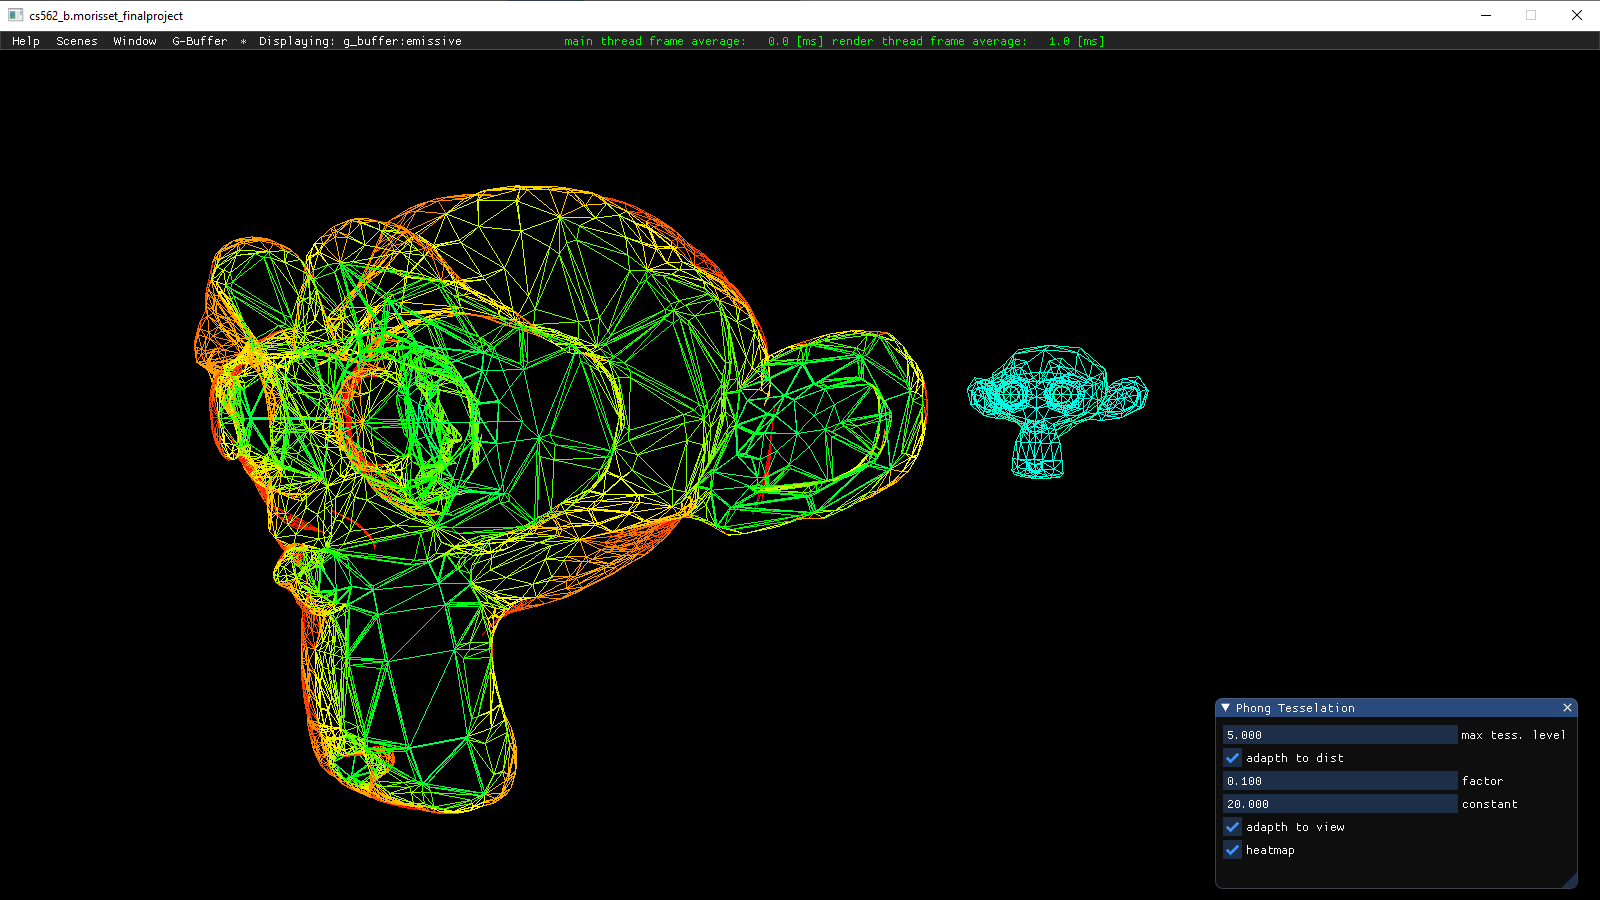 cs562_b.morisset_finalproject
Help Scenes Window G-Buffer * Displaying: g_buffer:emissive main thread frame average: 0.0 [ms] render thread frame average: 1.0 [ms]
Phong Tesselation
5.000 max tess. level
adapth to dist
0.100 factor
20.000 constant
adapth to view
heatmap